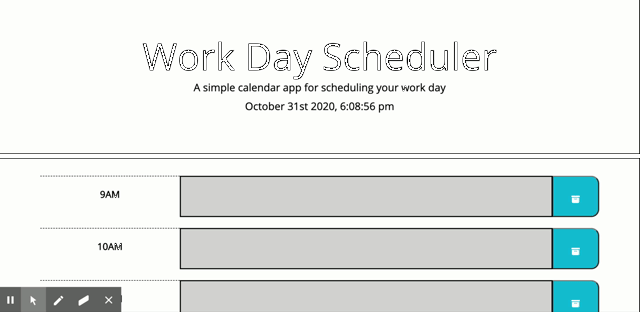 Work Day Scheduler
A simple calendar app for scheduling your work day
October 31st 2020, 6:08:56 pm
9AM
10AM